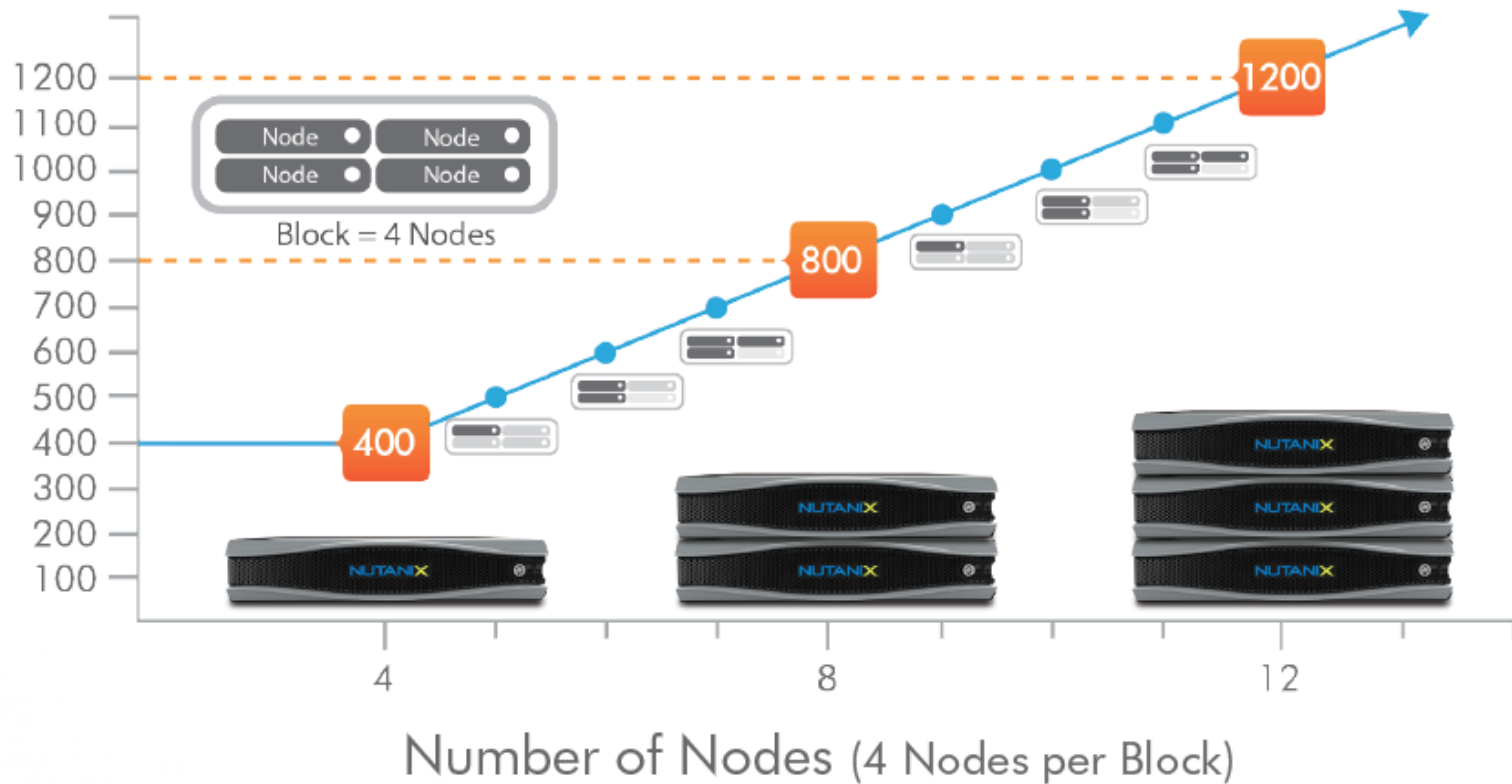 1200
1100
1000
900
800
700
600
500
400
300
200
100
Node Node
Node Node
Block = 4 Nodes
400
800
1200
NUTANIX
NUTANIX
NUTANIX
NUTANIX
NUTANIX
NUTANIX
4 8 12
Number of Nodes (4 Nodes per Block)